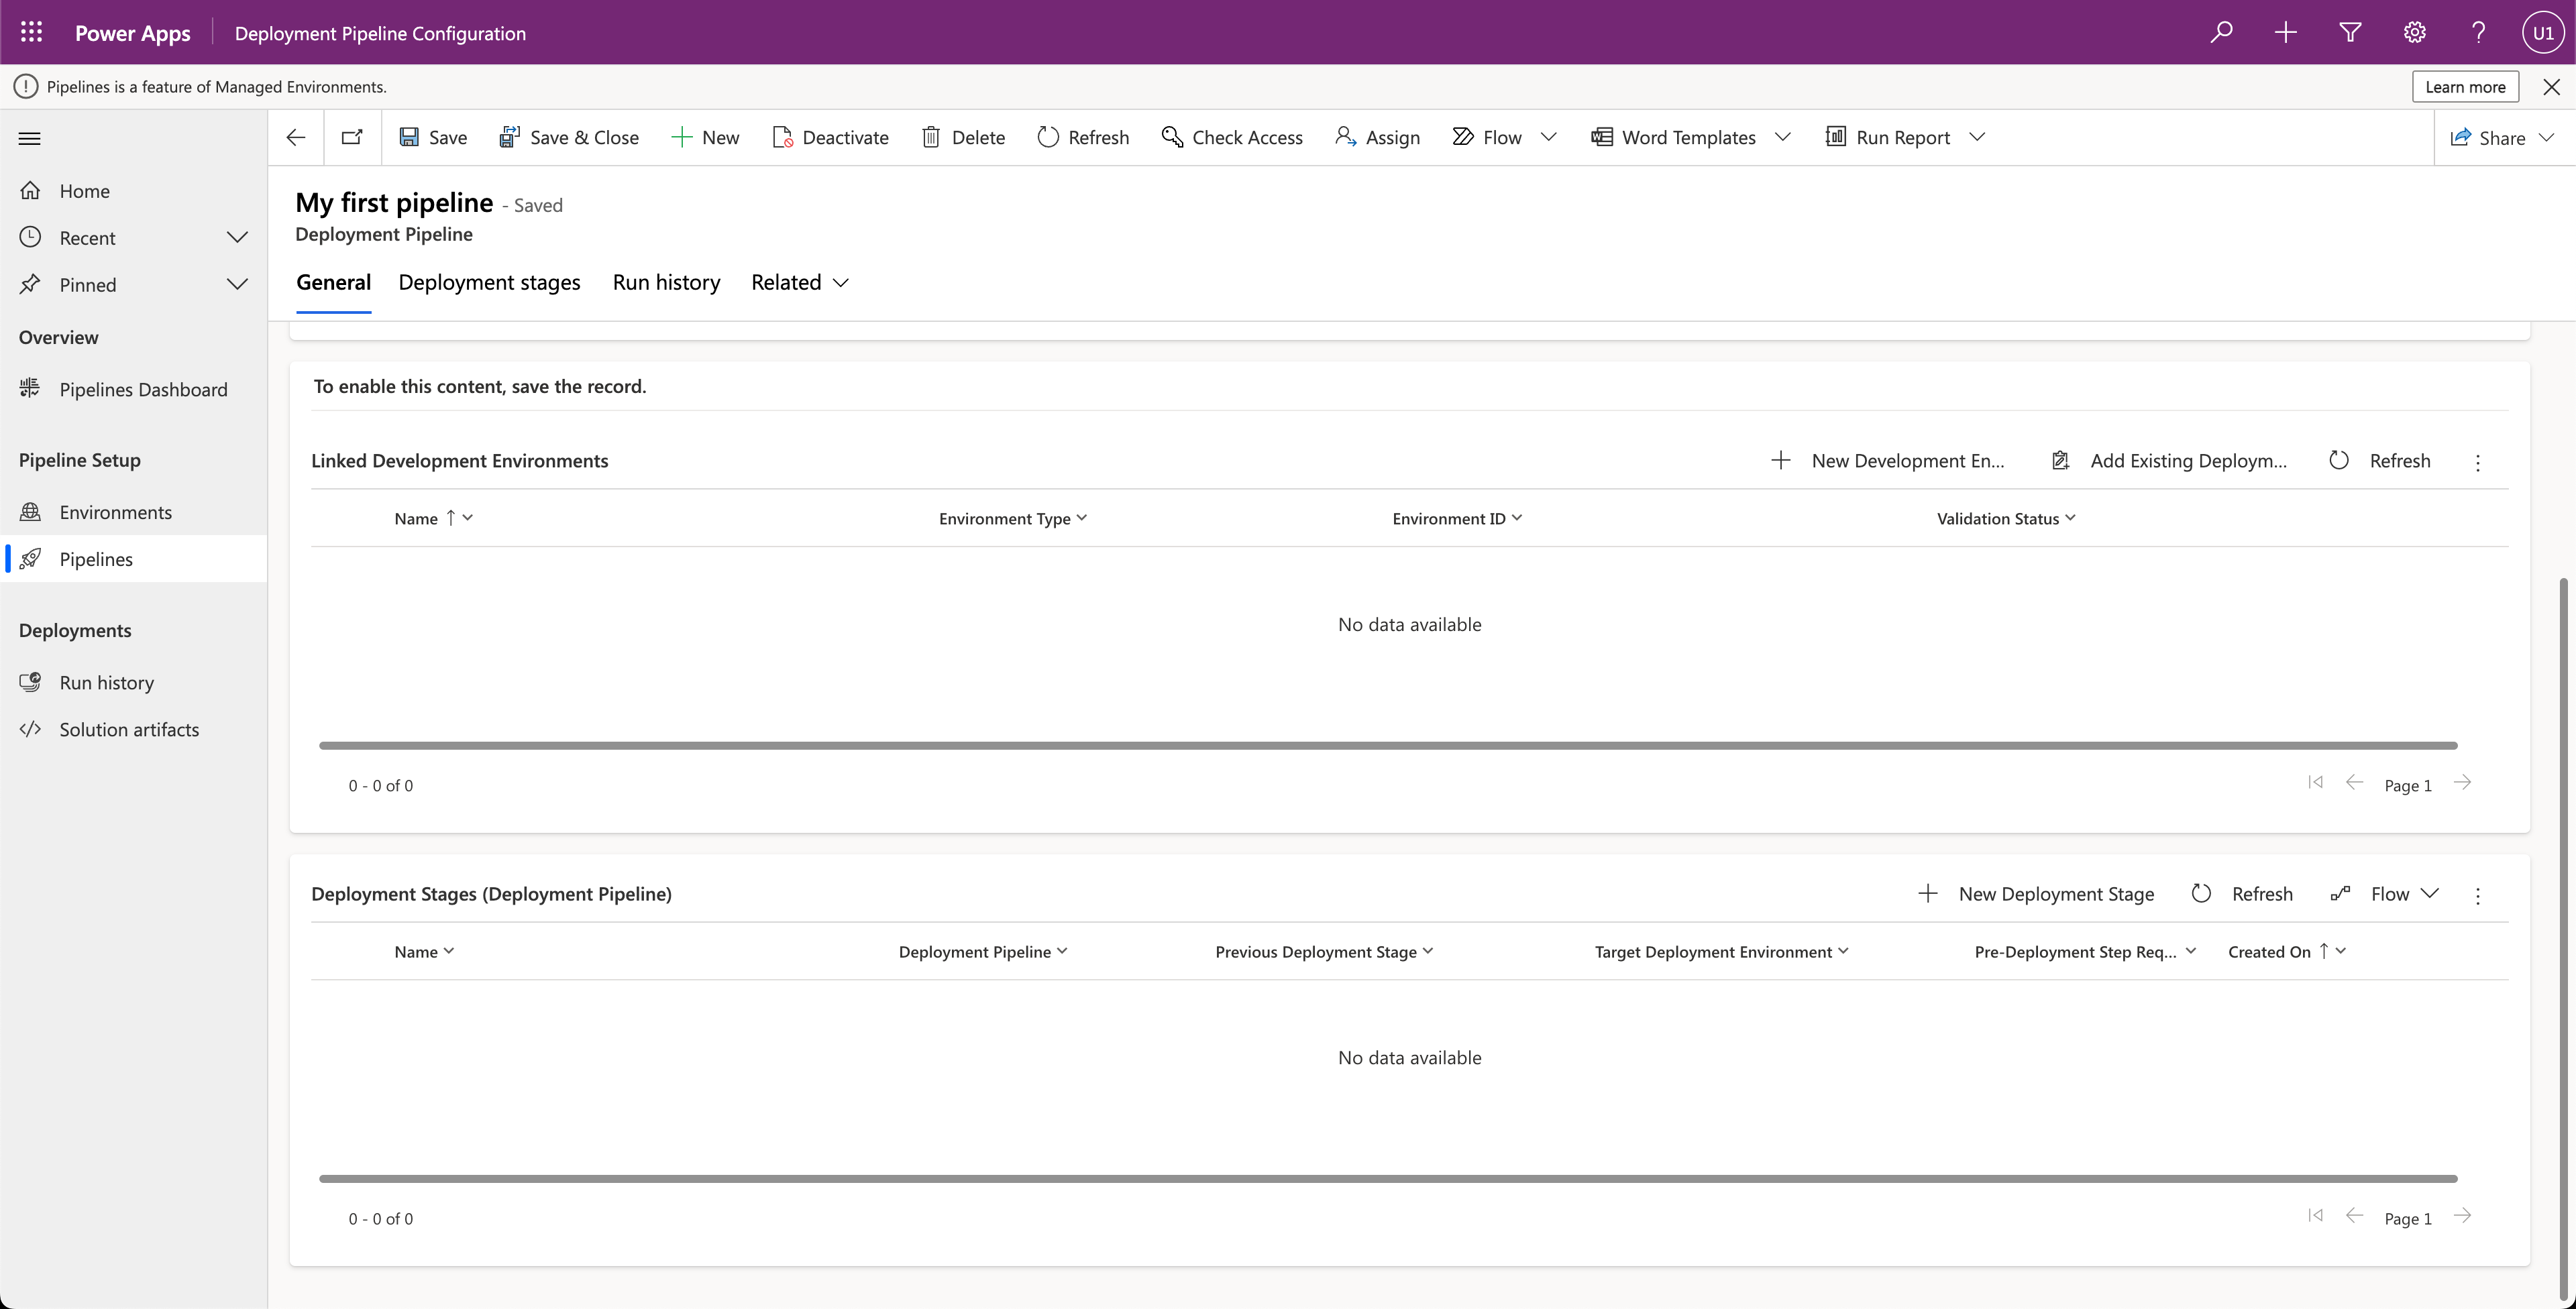 Power Apps Deployment Pipeline Configuration U1
Pipelines is a feature of Managed Environments. Learn more
Save Save & Close New Deactivate Delete Refresh Check Access Assign Flow Word Templates Run Report Share
Home
Recent
Pinned
Overview
Pipelines Dashboard
Pipeline Setup
Environments
Pipelines
Deployments
Run history
Solution artifacts
My first pipeline - Saved
Deployment Pipeline
General Deployment stages Run history Related
To enable this content, save the record.
Linked Development Environments New Development En... Add Existing Deploym... Refresh
Name Environment Type Environment ID Validation Status
No data available
0 - 0 of 0 Page 1
Deployment Stages (Deployment Pipeline) New Deployment Stage Refresh Flow
Name Deployment Pipeline Previous Deployment Stage Target Deployment Environment Pre-Deployment Step Req... Created On
No data available
0 - 0 of 0 Page 1